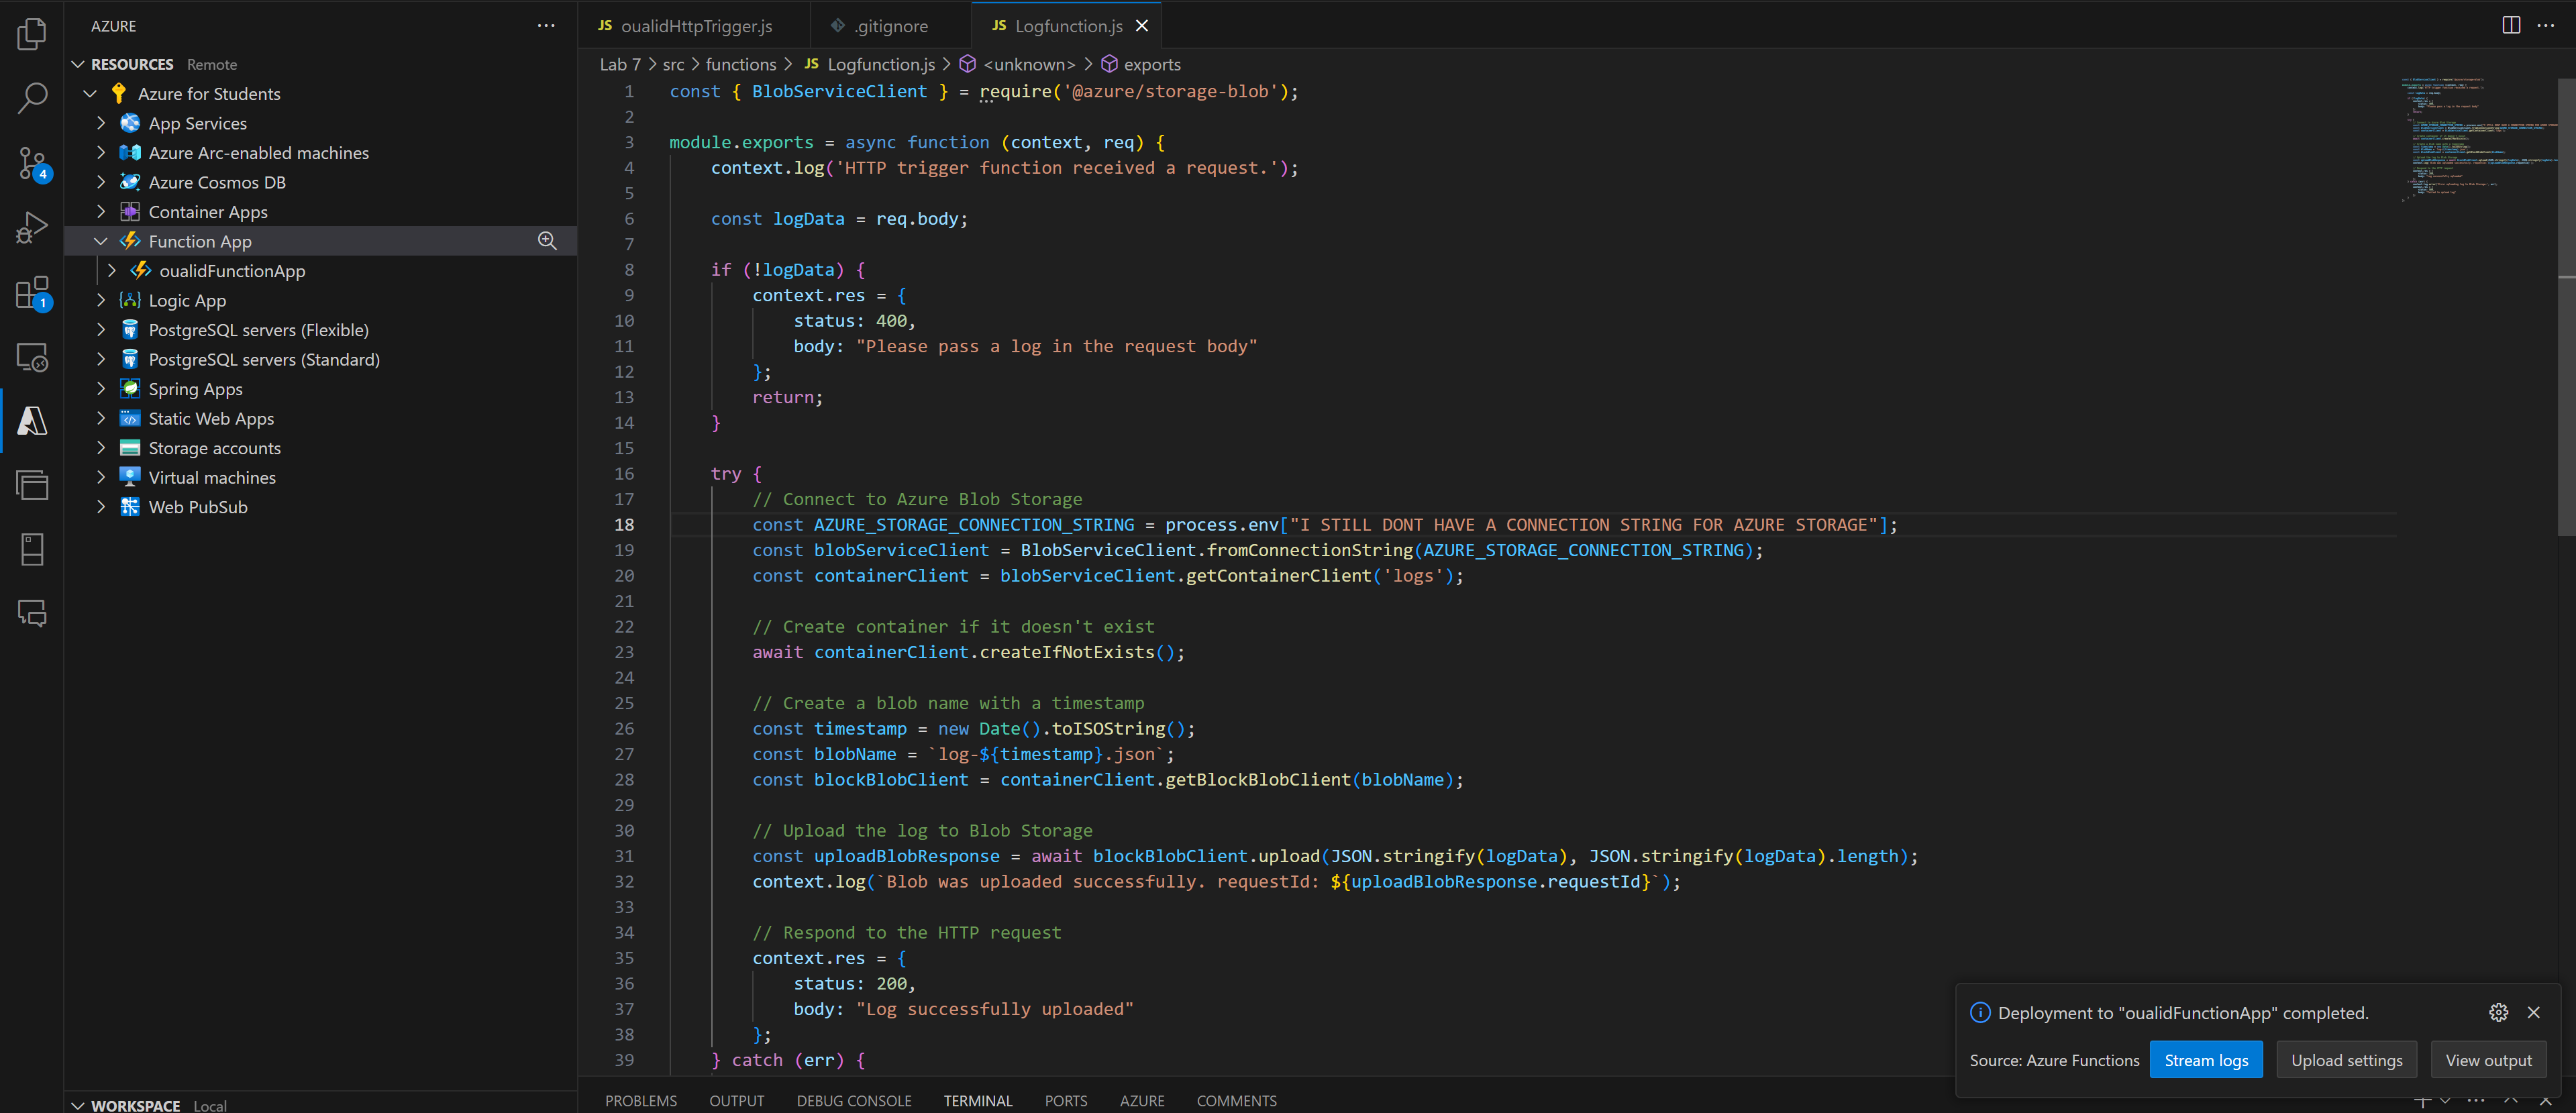 AZURE
RESOURCES Remote
Azure for Students
App Services
Azure Arc-enabled machines
Azure Cosmos DB
Container Apps
Function App
oualidFunctionApp
Logic App
PostgreSQL servers (Flexible)
PostgreSQL servers (Standard)
Spring Apps
Static Web Apps
Storage accounts
Virtual machines
Web PubSub
WORKSPACE Local
4
1
JS oualidHttpTrigger.js
.gitignore
JS Logfunction.js
Lab 7 > src > functions > JS Logfunction.js > <unknown> > exports
1 const { BlobServiceClient } = require('@azure/storage-blob');
2
3 module.exports = async function (context, req) {
4 context.log('HTTP trigger function received a request.');
5
6 const logData = req.body;
7
8 if (!logData) {
9 context.res = {
10 status: 400,
11 body: "Please pass a log in the request body"
12 };
13 return;
14 }
15
16 try {
17 // Connect to Azure Blob Storage
18 const AZURE_STORAGE_CONNECTION_STRING = process.env["I STILL DONT HAVE A CONNECTION STRING FOR AZURE STORAGE"];
19 const blobServiceClient = BlobServiceClient.fromConnectionString(AZURE_STORAGE_CONNECTION_STRING);
20 const containerClient = blobServiceClient.getContainerClient('logs');
21
22 // Create container if it doesn't exist
23 await containerClient.createIfNotExists();
24
25 // Create a blob name with a timestamp
26 const timestamp = new Date().toISOString();
27 const blobName = `log-${timestamp}.json`;
28 const blockBlobClient = containerClient.getBlockBlobClient(blobName);
29
30 // Upload the log to Blob Storage
31 const uploadBlobResponse = await blockBlobClient.upload(JSON.stringify(logData), JSON.stringify(logData).length);
32 context.log(`Blob was uploaded successfully. requestId: ${uploadBlobResponse.requestId}`);
33
34 // Respond to the HTTP request
35 context.res = {
36 status: 200,
37 body: "Log successfully uploaded"
38 };
39 } catch (err) {
Deployment to "oualidFunctionApp" completed.
Source: Azure Functions
Stream logs
Upload settings
View output
PROBLEMS OUTPUT DEBUG CONSOLE TERMINAL PORTS AZURE COMMENTS